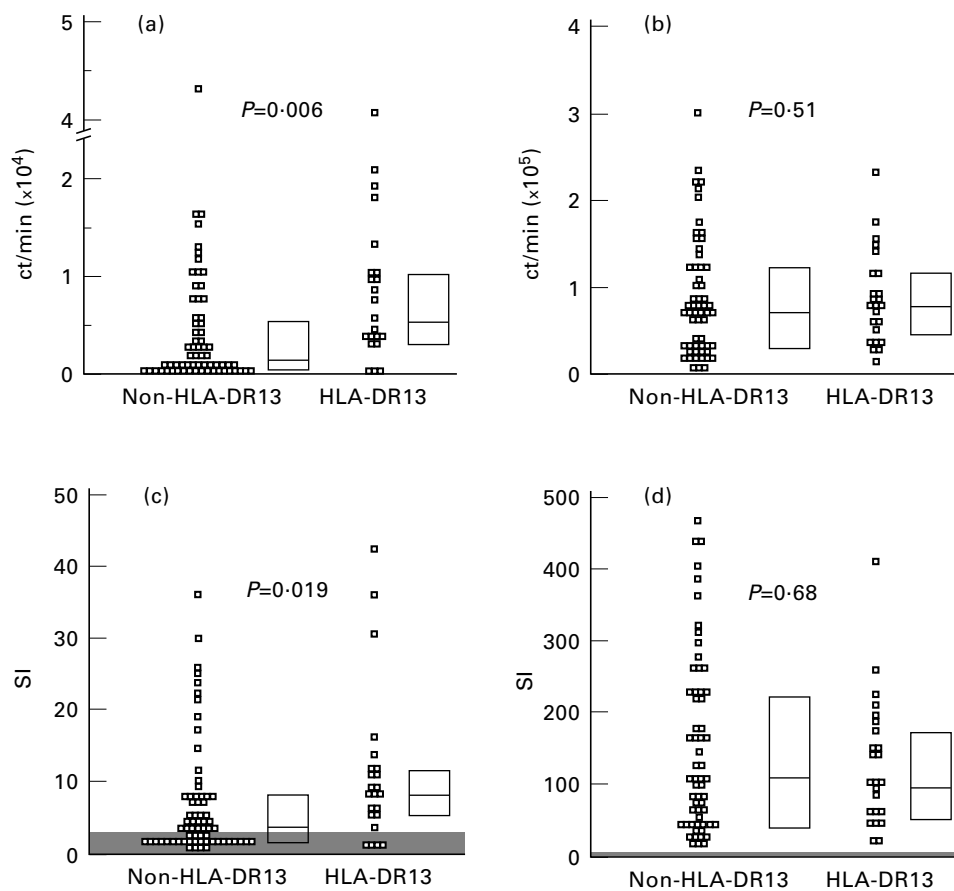 (a)
P=0·006
ct/min (×10⁴)
5
4
2
1
0
Non-HLA-DR13 HLA-DR13
(b)
P=0·51
ct/min (×10⁵)
4
3
2
1
0
Non-HLA-DR13 HLA-DR13
(c)
P=0·019
SI
50
40
30
20
10
0
Non-HLA-DR13 HLA-DR13
(d)
P=0·68
SI
500
400
300
200
100
0
Non-HLA-DR13 HLA-DR13